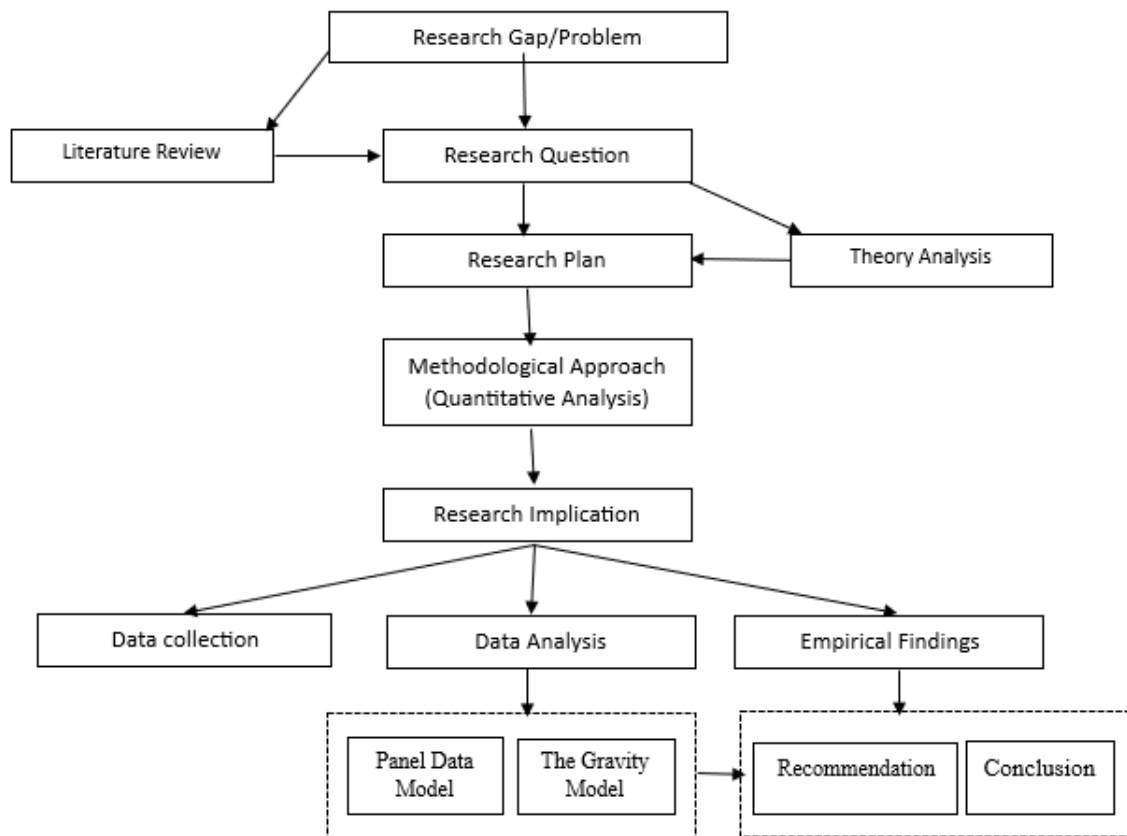 Research Gap/Problem
Literature Review
Research Question
Research Plan
Theory Analysis
Methodological Approach
(Quantitative Analysis)
Research Implication
Data collection
Data Analysis
Empirical Findings
Panel Data
Model
The Gravity
Model
Recommendation
Conclusion